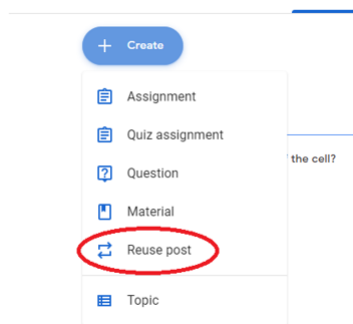 Create
Assignment
Quiz assignment
the cell?
Question
Material
Reuse post
Topic